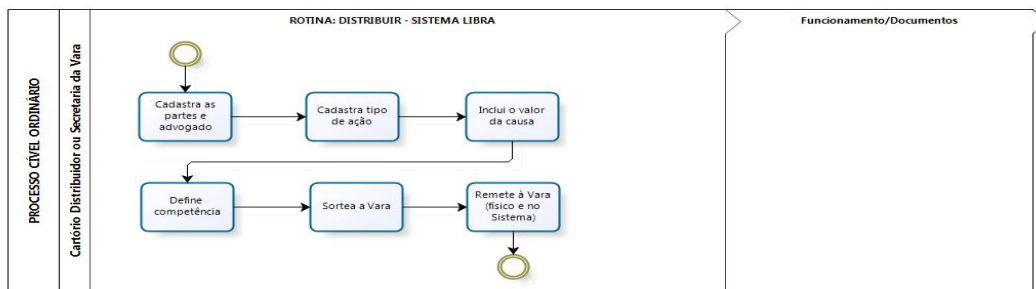 PROCESSO CÍVEL ORDINÁRIO
Cartório Distribuidor ou Secretaria da Vara
ROTINA: DISTRIBUIR - SISTEMA LIBRA
Funcionamento/Documentos
Cadastra as
partes e
advogado
Cadastra tipo
de ação
Inclui o valor
da causa
Define
competência
Sortea a Vara
Remete à Vara
(físico e no
Sistema)